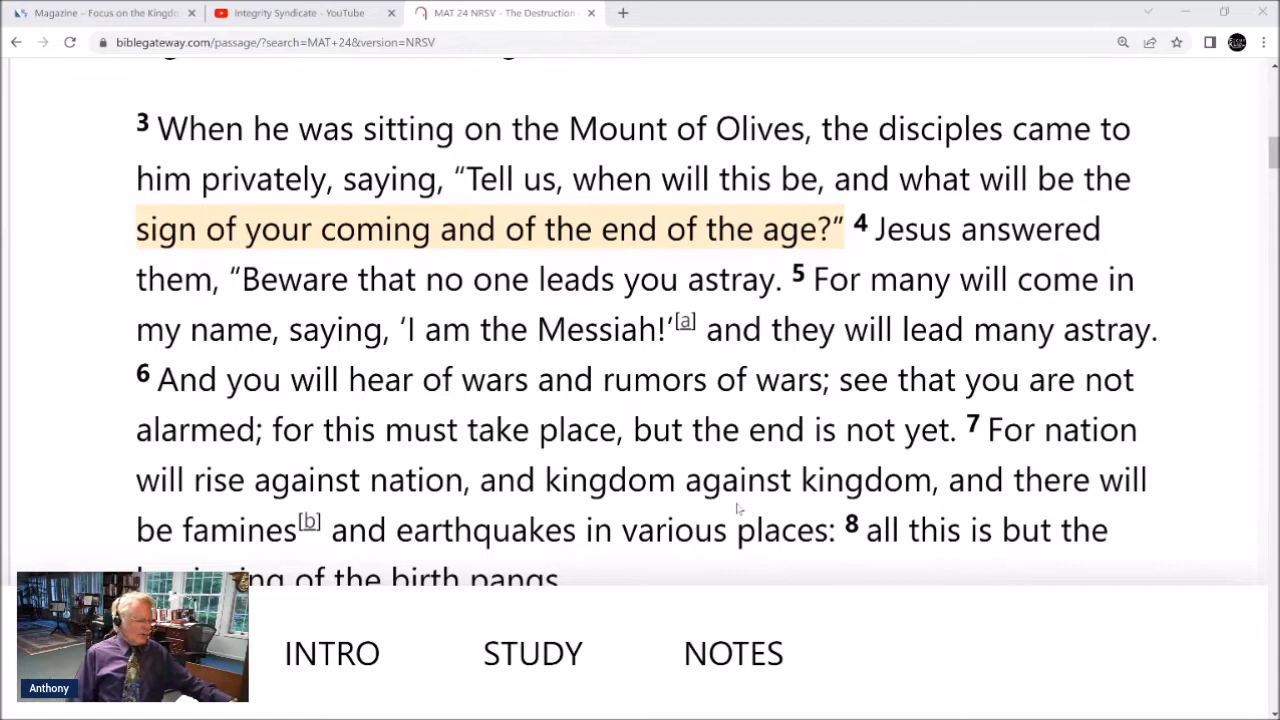 Magazine – Focus on the Kingdo
Integrity Syndicate - YouTube
MAT 24 NRSV - The Destruction
biblegateway.com/passage/?search=MAT+24&version=NRSV
3 When he was sitting on the Mount of Olives, the disciples came to
him privately, saying, “Tell us, when will this be, and what will be the
sign of your coming and of the end of the age?” 4 Jesus answered
them, “Beware that no one leads you astray. 5 For many will come in
my name, saying, ‘I am the Messiah!’[a] and they will lead many astray.
6 And you will hear of wars and rumors of wars; see that you are not
alarmed; for this must take place, but the end is not yet. 7 For nation
will rise against nation, and kingdom against kingdom, and there will
be famines[b] and earthquakes in various places: 8 all this is but the
of the birth pangs.
INTRO STUDY NOTES
Anthony